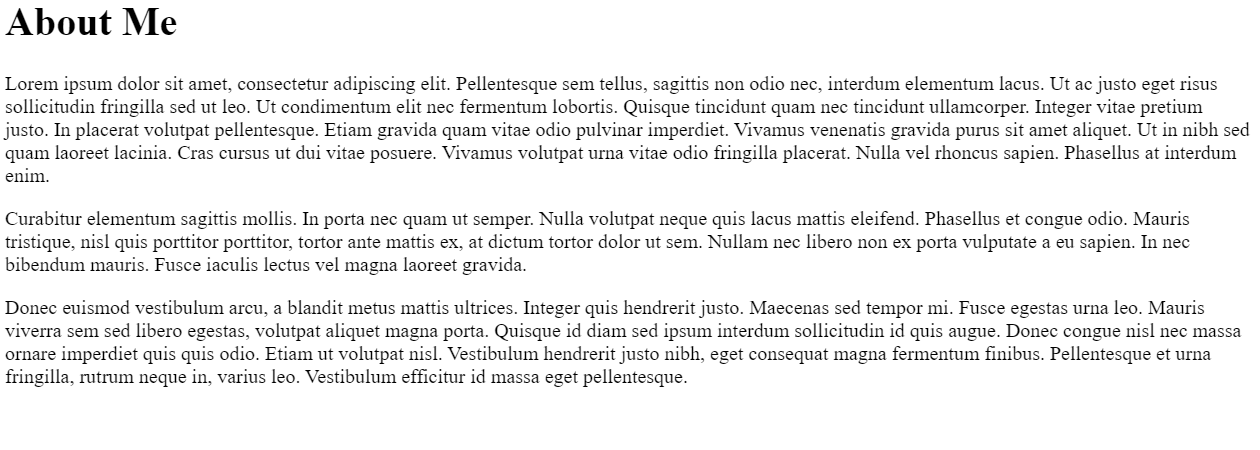 About Me
Lorem ipsum dolor sit amet, consectetur adipiscing elit. Pellentesque sem tellus, sagittis non odio nec, interdum elementum lacus. Ut ac justo eget risus
sollicitudin fringilla sed ut leo. Ut condimentum elit nec fermentum lobortis. Quisque tincidunt quam nec tincidunt ullamcorper. Integer vitae pretium
justo. In placerat volutpat pellentesque. Etiam gravida quam vitae odio pulvinar imperdiet. Vivamus venenatis gravida purus sit amet aliquet. Ut in nibh sed
quam laoreet lacinia. Cras cursus ut dui vitae posuere. Vivamus volutpat urna vitae odio fringilla placerat. Nulla vel rhoncus sapien. Phasellus at interdum
enim.
Curabitur elementum sagittis mollis. In porta nec quam ut semper. Nulla volutpat neque quis lacus mattis eleifend. Phasellus et congue odio. Mauris
tristique, nisl quis porttitor porttitor, tortor ante mattis ex, at dictum tortor dolor ut sem. Nullam nec libero non ex porta vulputate a eu sapien. In nec
bibendum mauris. Fusce iaculis lectus vel magna laoreet gravida.
Donec euismod vestibulum arcu, a blandit metus mattis ultrices. Integer quis hendrerit justo. Maecenas sed tempor mi. Fusce egestas urna leo. Mauris
viverra sem sed libero egestas, volutpat aliquet magna porta. Quisque id diam sed ipsum interdum sollicitudin id quis augue. Donec congue nisl nec massa
ornare imperdiet quis quis odio. Etiam ut volutpat nisl. Vestibulum hendrerit justo nibh, eget consequat magna fermentum finibus. Pellentesque et urna
fringilla, rutrum neque in, varius leo. Vestibulum efficitur id massa eget pellentesque.